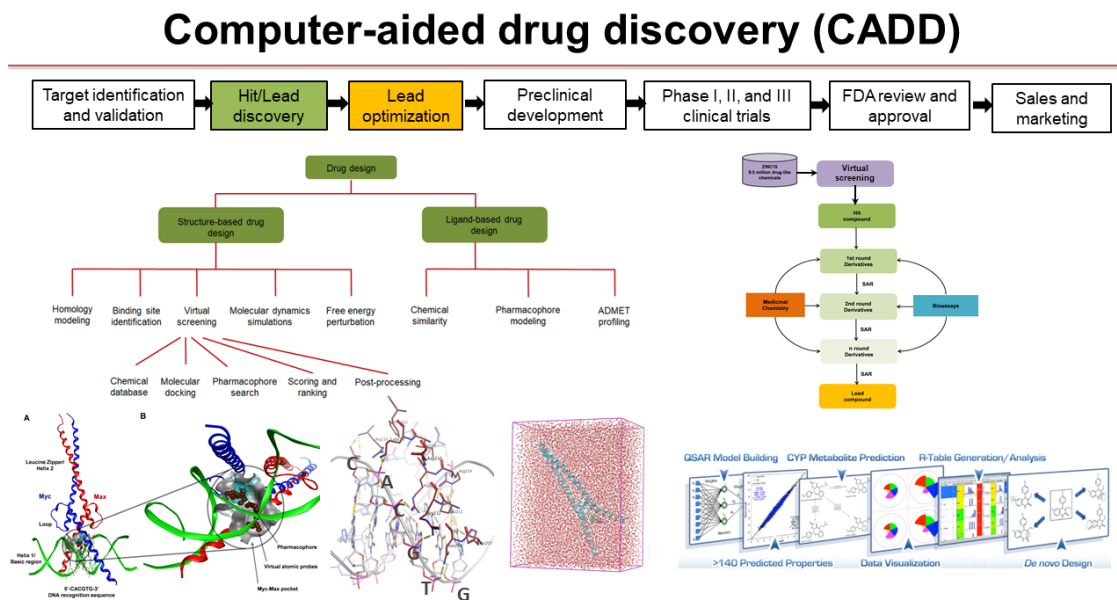 Computer-aided drug discovery (CADD)
Target identification
and validation
Hit/Lead
discovery
Lead
optimization
Preclinical
development
Phase I, II, and III
clinical trials
FDA review and
approval
Sales and
marketing
Drug design
Structure-based drug
design
Ligand-based drug
design
Homology
modeling
Binding site
identification
Virtual
screening
Molecular dynamics
simulations
Free energy
perturbation
Chemical
similarity
Pharmacophore
modeling
ADMET
profiling
Chemical
database
Molecular
docking
Pharmacophore
search
Scoring and
ranking
Post-processing
ZINC15
Virtual
screening
Hit
compound
1st round
Derivatives
SAR
Medicinal
Chemistry
2nd round
Derivatives
Bioassays
SAR
n round
Derivatives
SAR
Lead
compound
A
Leucine Zipper/
Helix 2
Myc
Max
Loop
Helix 1/
Basic region
5'-CACGTG-3'
DNA recognition sequence
B
Pharmacophore
Virtual atomic probes
Myc-Max pocket
C
A
C
G
T
G
QSAR Model Building
CYP Metabolite Prediction
R-Table Generation/Analysis
>140 Predicted Properties
Data Visualization
De novo Design